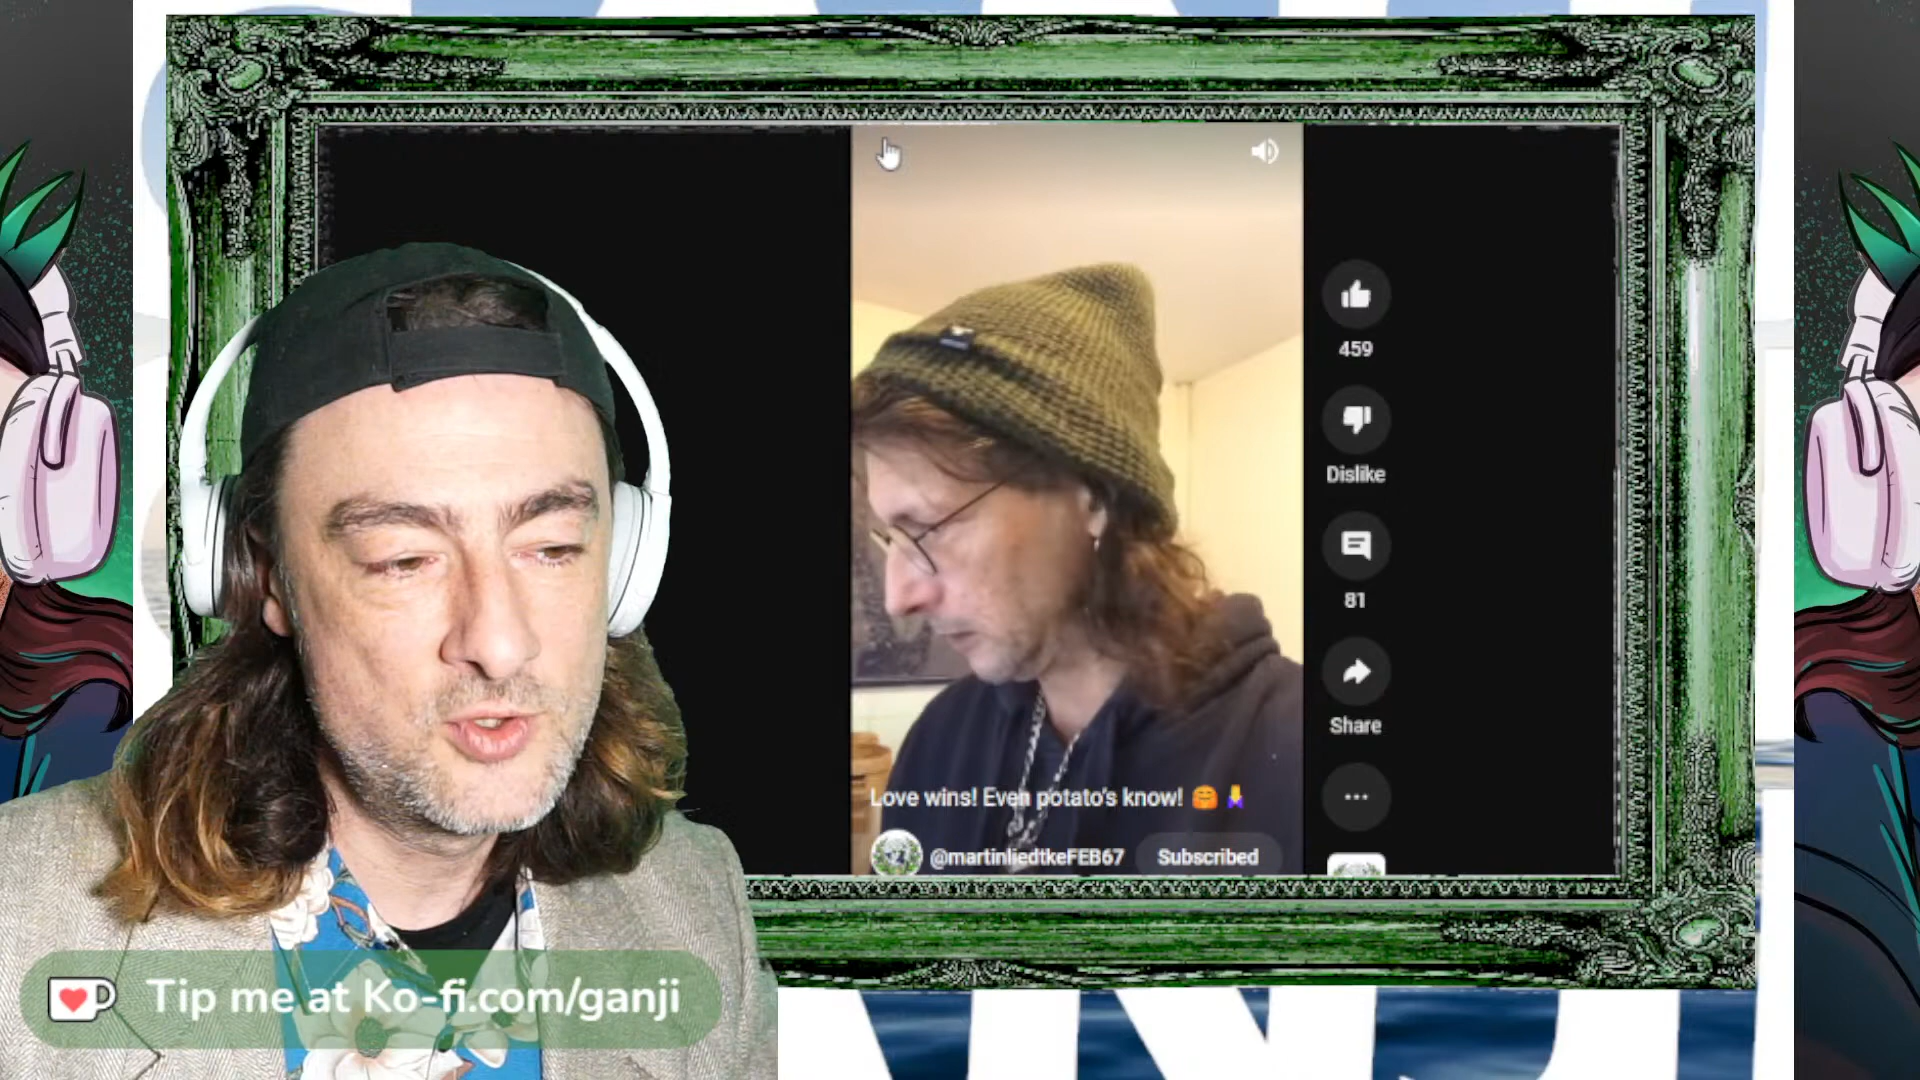 459
Dislike
81
Share
Love wins! Even potato's know! 🤗 🧜
@martinliedtkeFEB67 Subscribed
Tip me at Ko-fi.com/ganji